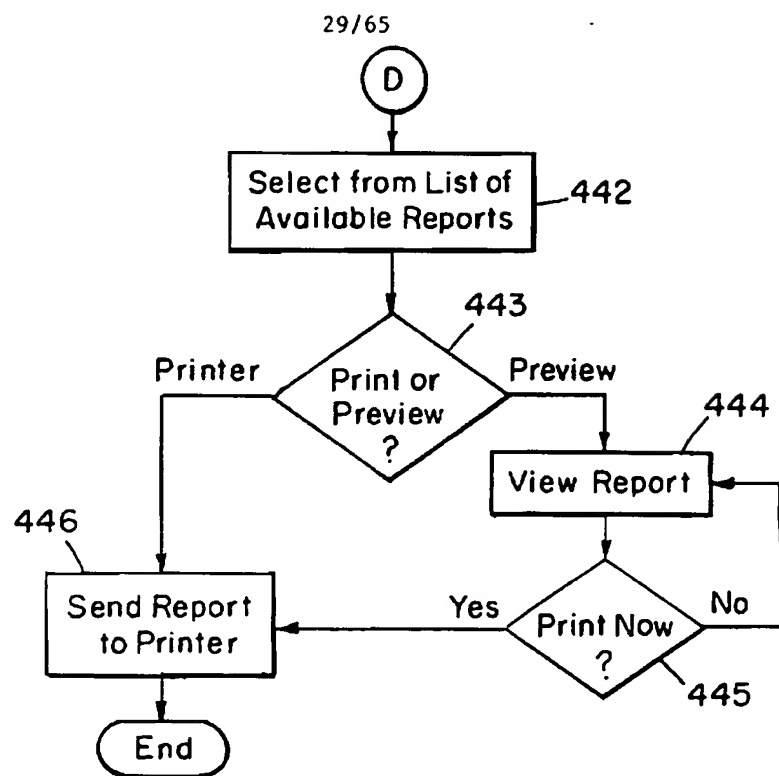 29/65
D
Select from List of
Available Reports
442
443
Printer
Print or
Preview
?
Preview
444
View Report
446
Send Report
to Printer
Yes
Print Now
?
No
445
End